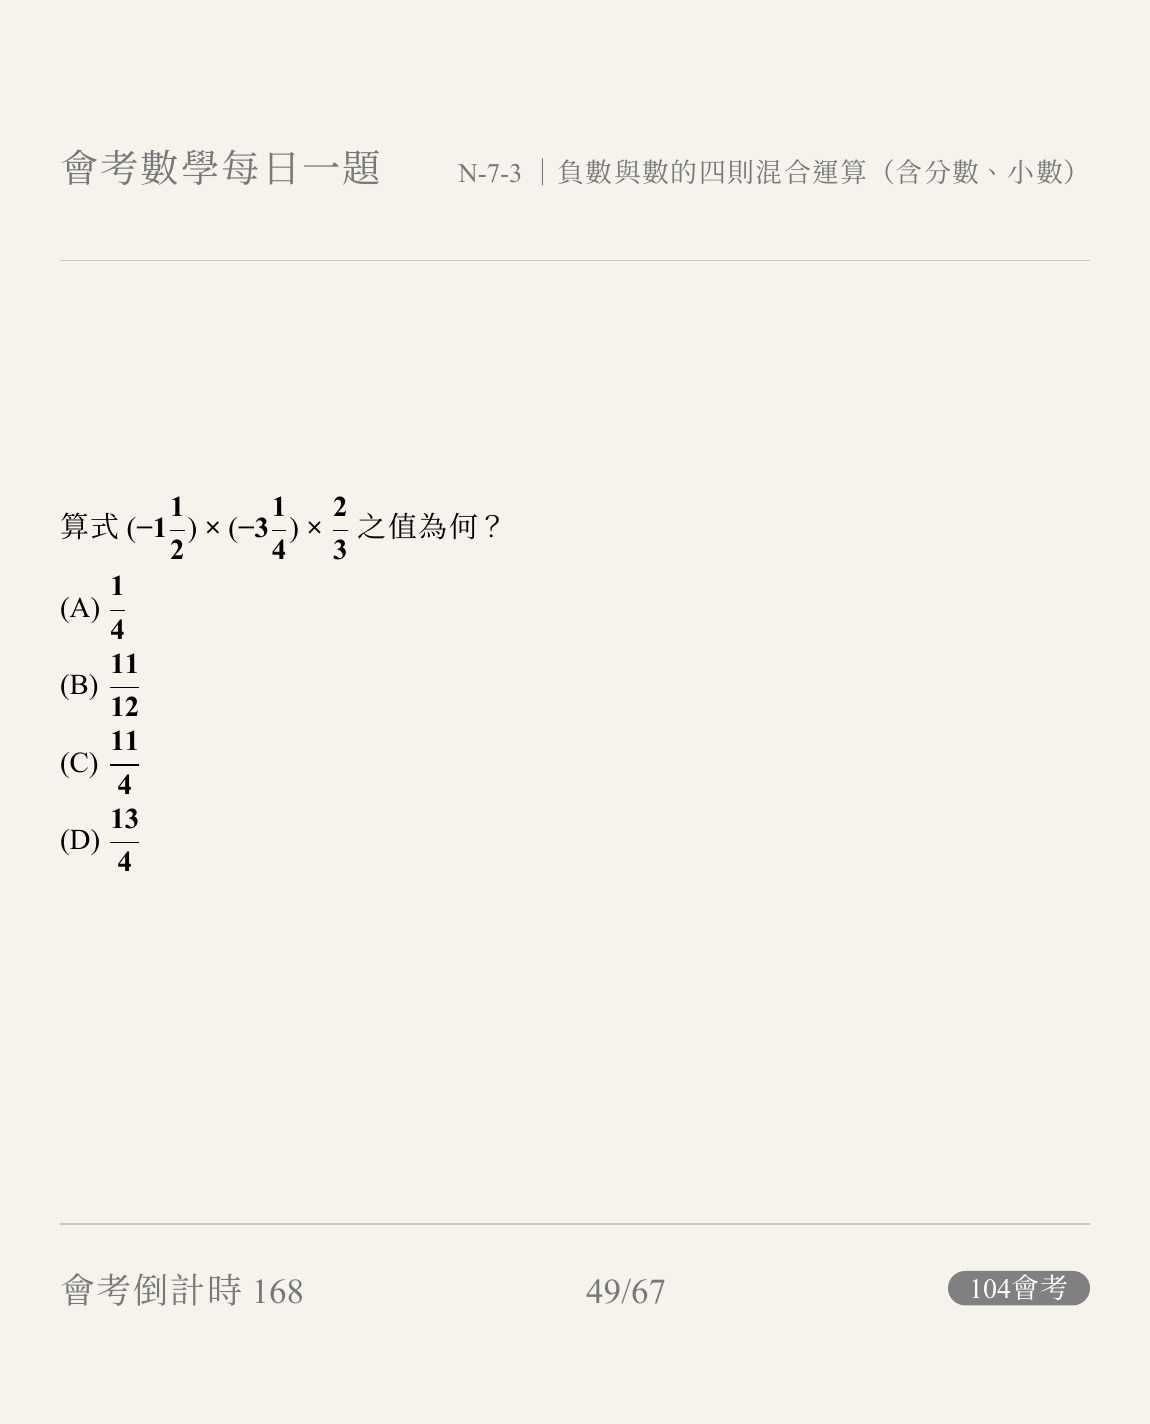 會考數學每日一題
N-7-3｜負數與數的四則混合運算（含分數、小數）
算式 (−1 1/2) × (−3 1/4) × 2/3 之值為何？
(A) 1/4
(B) 11/12
(C) 11/4
(D) 13/4
會考倒計時 168
49/67
104會考